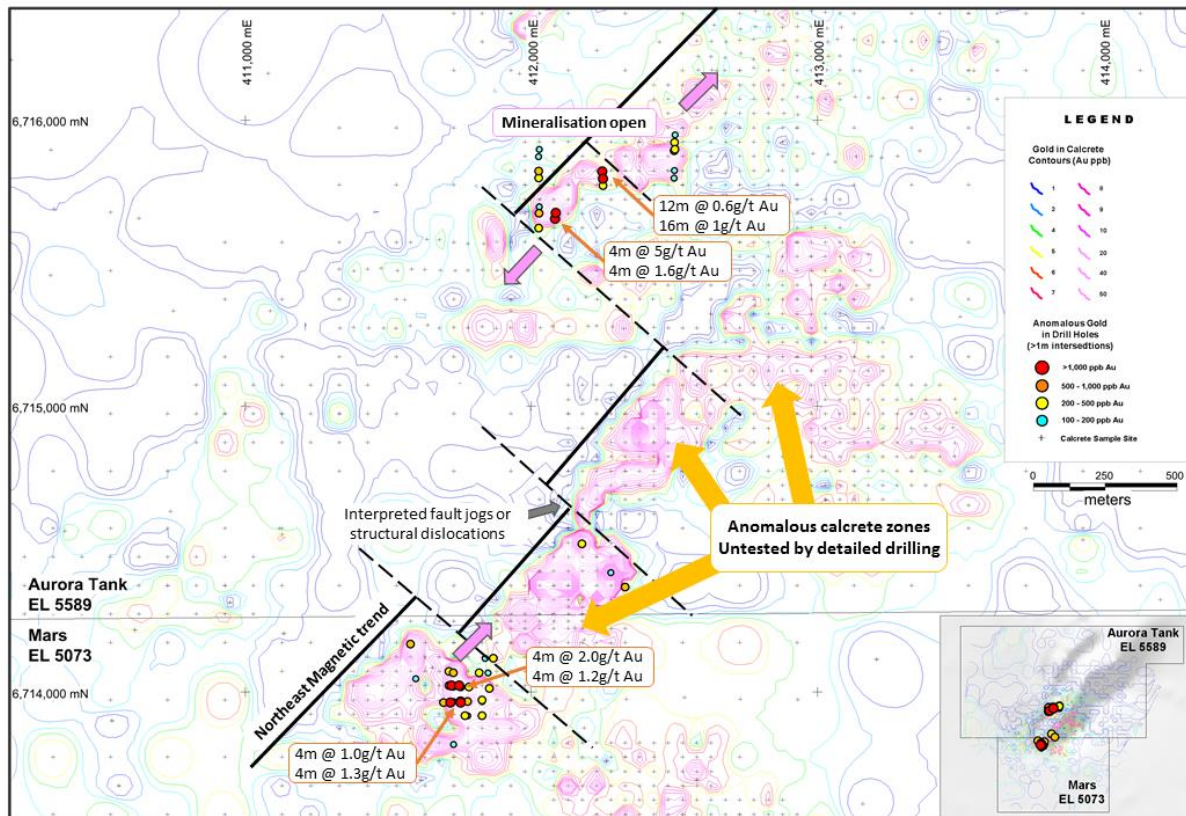 411,000 mE
412,000 mE
413,000 mE
414,000 mE
6,716,000 mN
Mineralisation open
12m @ 0.6g/t Au
16m @ 1g/t Au
4m @ 5g/t Au
4m @ 1.6g/t Au
LEGEND
Gold in Calcrete
Contours (Au ppb)
1
2
4
5
6
7
8
9
10
20
40
50
Anomalous Gold
in Drill Holes
(>1m intersedtions)
>1,000 ppb Au
500 - 1,000 ppb Au
200 - 500 ppb Au
100 - 200 ppb Au
Calcrete Sample Site
0
250
500
meters
6,715,000 mN
Interpreted fault jogs or
structural dislocations
Anomalous calcrete zones
Untested by detailed drilling
Aurora Tank
EL 5589
Mars
EL 5073
Northeast Magnetic trend
6,714,000 mN
4m @ 2.0g/t Au
4m @ 1.2g/t Au
4m @ 1.0g/t Au
4m @ 1.3g/t Au
Aurora Tank
EL 5589
Mars
EL 5073